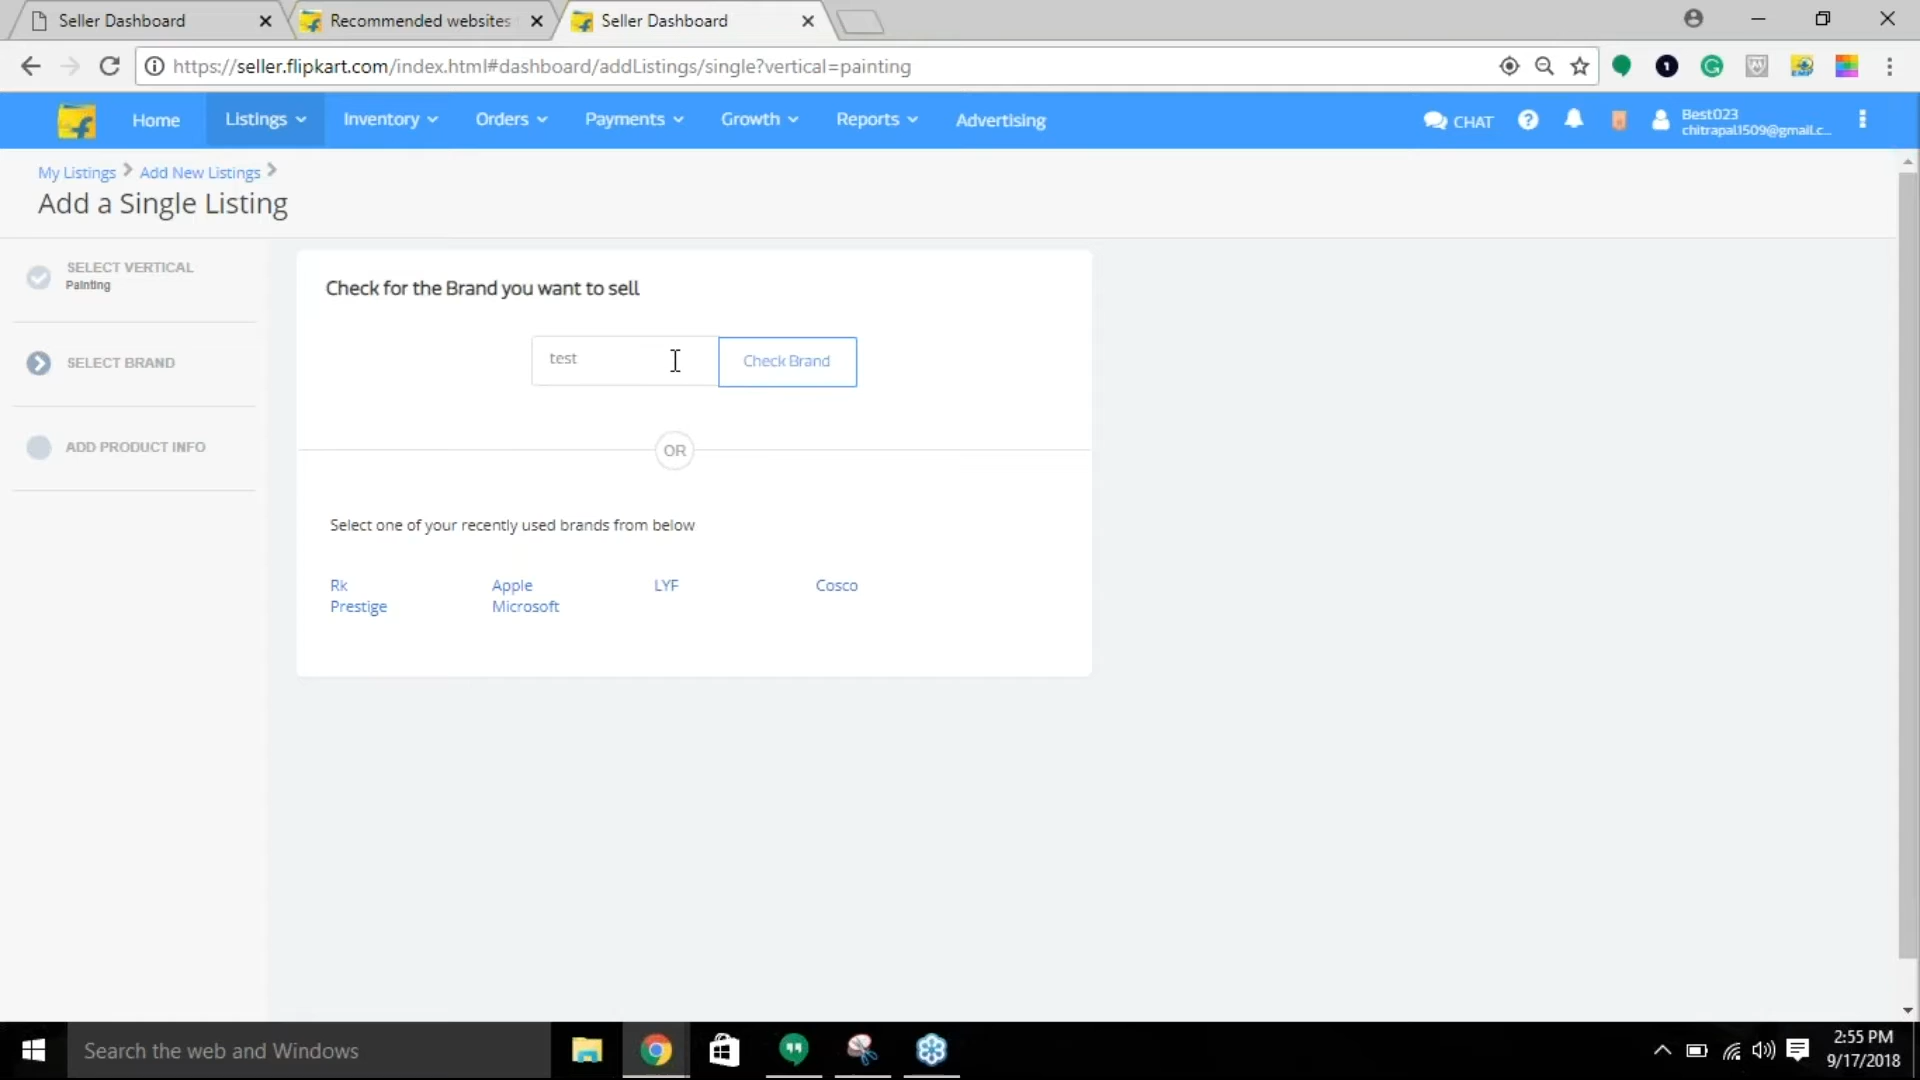 Seller Dashboard
Recommended websites
Seller Dashboard
https://seller.flipkart.com/index.html#dashboard/addListings/single?vertical=painting
Home
Listings
Inventory
Orders
Payments
Growth
Reports
Advertising
CHAT
Best023
chitrapal1509@gmail.c...
My Listings
Add New Listings
Add a Single Listing
SELECT VERTICAL
Painting
SELECT BRAND
ADD PRODUCT INFO
Check for the Brand you want to sell
test
Check Brand
OR
Select one of your recently used brands from below
Rk
Apple
LYF
Cosco
Prestige
Microsoft
Search the web and Windows
2:55 PM
9/17/2018